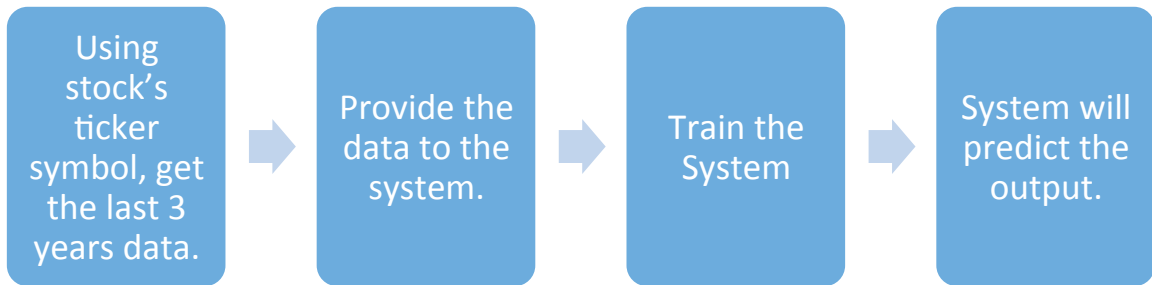 Using
stock’s
ticker
symbol, get
the last 3
years data.
Provide the
data to the
system.
Train the
System
System will
predict the
output.